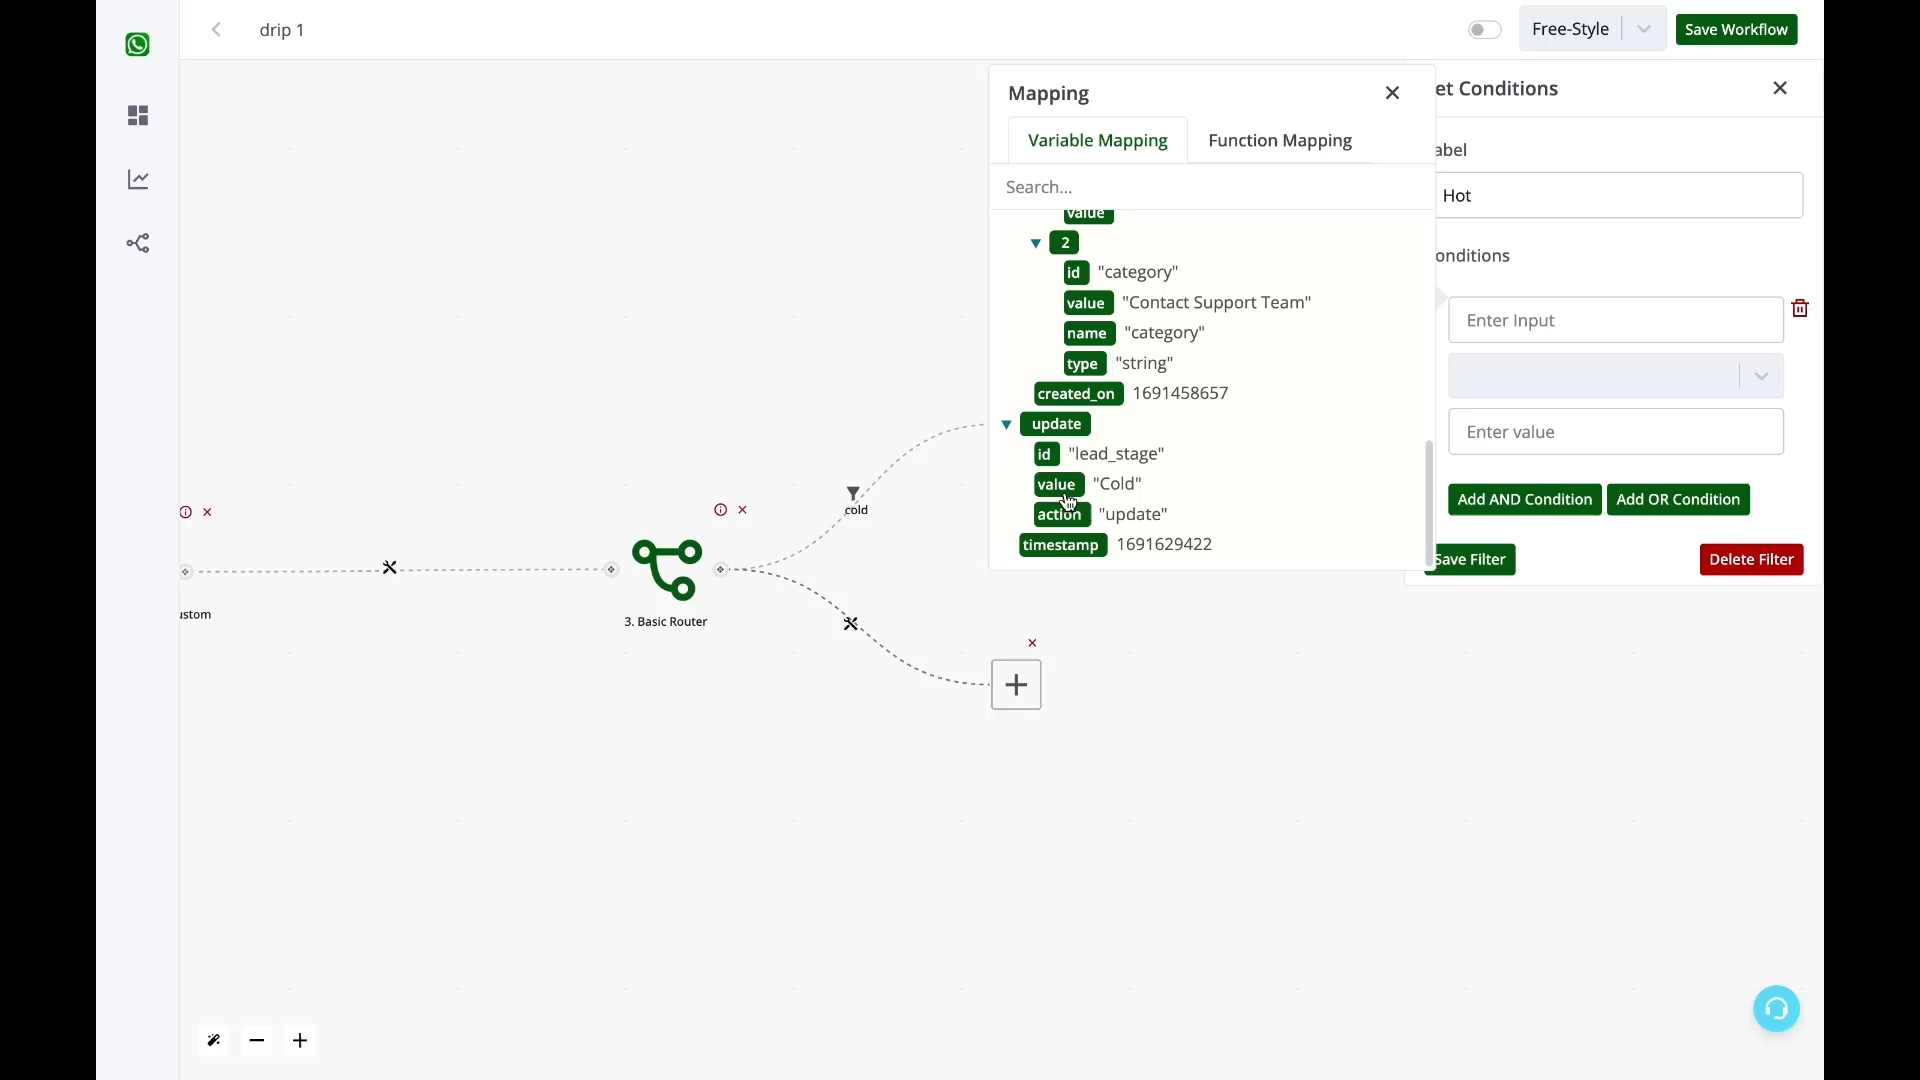 drip 1
Free-Style
Save Workflow
Mapping
Variable Mapping
Function Mapping
Search...
value
2
id "category"
value "Contact Support Team"
name "category"
type "string"
created_on 1691458657
update
id "lead_stage"
value "Cold"
action "update"
timestamp 1691629422
et Conditions
abel
Hot
onditions
Enter Input
Enter value
Add AND Condition
Add OR Condition
Save Filter
Delete Filter
cold
ustom
3. Basic Router